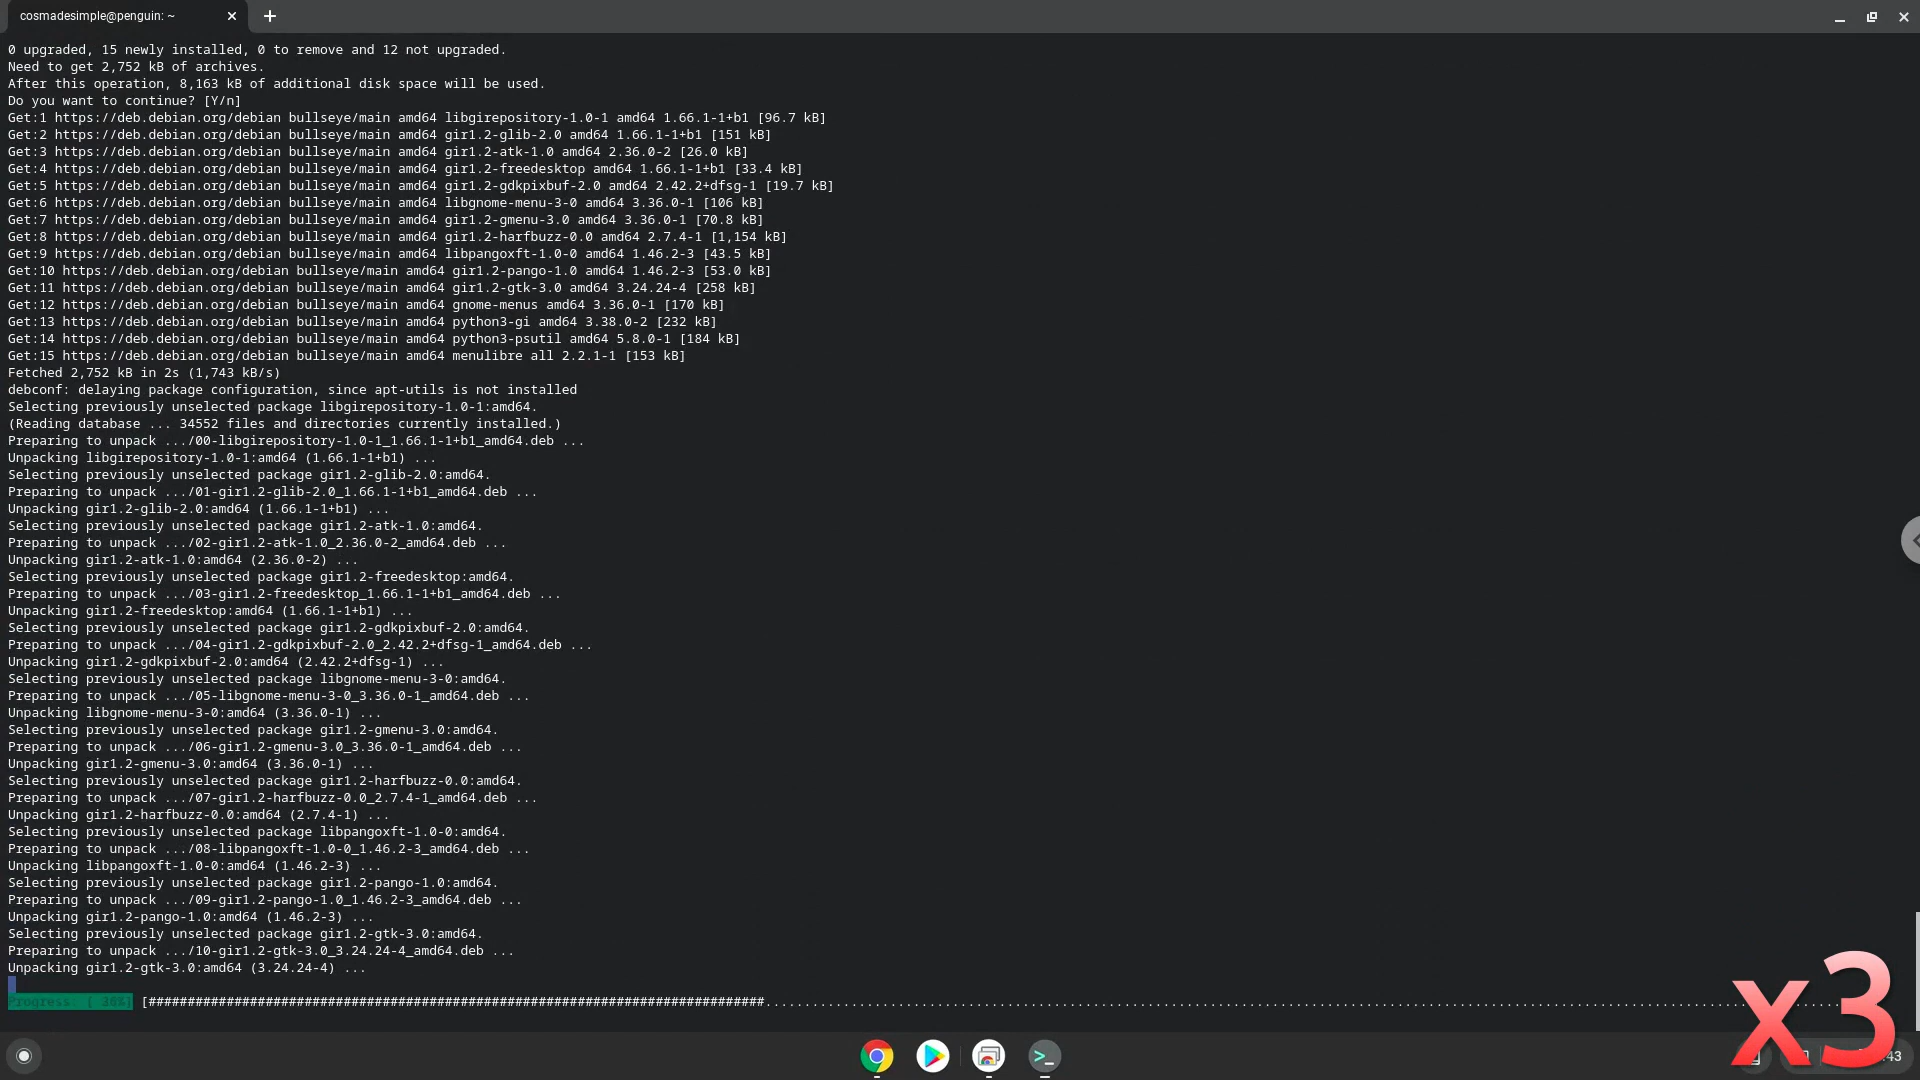 cosmadesimple@penguin: ~
0 upgraded, 15 newly installed, 0 to remove and 12 not upgraded.
Need to get 2,752 kB of archives.
After this operation, 8,163 kB of additional disk space will be used.
Do you want to continue? [Y/n]
Get:1 https://deb.debian.org/debian bullseye/main amd64 libgirepository-1.0-1 amd64 1.66.1-1+b1 [96.7 kB]
Get:2 https://deb.debian.org/debian bullseye/main amd64 gir1.2-glib-2.0 amd64 1.66.1-1+b1 [151 kB]
Get:3 https://deb.debian.org/debian bullseye/main amd64 gir1.2-atk-1.0 amd64 2.36.0-2 [26.0 kB]
Get:4 https://deb.debian.org/debian bullseye/main amd64 gir1.2-freedesktop amd64 1.66.1-1+b1 [33.4 kB]
Get:5 https://deb.debian.org/debian bullseye/main amd64 gir1.2-gdkpixbuf-2.0 amd64 2.42.2+dfsg-1 [19.7 kB]
Get:6 https://deb.debian.org/debian bullseye/main amd64 libgnome-menu-3-0 amd64 3.36.0-1 [106 kB]
Get:7 https://deb.debian.org/debian bullseye/main amd64 gir1.2-gmenu-3.0 amd64 3.36.0-1 [70.8 kB]
Get:8 https://deb.debian.org/debian bullseye/main amd64 gir1.2-harfbuzz-0.0 amd64 2.7.4-1 [1,154 kB]
Get:9 https://deb.debian.org/debian bullseye/main amd64 libpangoxft-1.0-0 amd64 1.46.2-3 [43.5 kB]
Get:10 https://deb.debian.org/debian bullseye/main amd64 gir1.2-pango-1.0 amd64 1.46.2-3 [53.0 kB]
Get:11 https://deb.debian.org/debian bullseye/main amd64 gir1.2-gtk-3.0 amd64 3.24.24-4 [258 kB]
Get:12 https://deb.debian.org/debian bullseye/main amd64 gnome-menus amd64 3.36.0-1 [170 kB]
Get:13 https://deb.debian.org/debian bullseye/main amd64 python3-gi amd64 3.38.0-2 [232 kB]
Get:14 https://deb.debian.org/debian bullseye/main amd64 python3-psutil amd64 5.8.0-1 [184 kB]
Get:15 https://deb.debian.org/debian bullseye/main amd64 menulibre all 2.2.1-1 [153 kB]
Fetched 2,752 kB in 2s (1,743 kB/s)
debconf: delaying package configuration, since apt-utils is not installed
Selecting previously unselected package libgirepository-1.0-1:amd64.
(Reading database ... 34552 files and directories currently installed.)
Preparing to unpack .../00-libgirepository-1.0-1_1.66.1-1+b1_amd64.deb ...
Unpacking libgirepository-1.0-1:amd64 (1.66.1-1+b1) ...
Selecting previously unselected package gir1.2-glib-2.0:amd64.
Preparing to unpack .../01-gir1.2-glib-2.0_1.66.1-1+b1_amd64.deb ...
Unpacking gir1.2-glib-2.0:amd64 (1.66.1-1+b1) ...
Selecting previously unselected package gir1.2-atk-1.0:amd64.
Preparing to unpack .../02-gir1.2-atk-1.0_2.36.0-2_amd64.deb ...
Unpacking gir1.2-atk-1.0:amd64 (2.36.0-2) ...
Selecting previously unselected package gir1.2-freedesktop:amd64.
Preparing to unpack .../03-gir1.2-freedesktop_1.66.1-1+b1_amd64.deb ...
Unpacking gir1.2-freedesktop:amd64 (1.66.1-1+b1) ...
Selecting previously unselected package gir1.2-gdkpixbuf-2.0:amd64.
Preparing to unpack .../04-gir1.2-gdkpixbuf-2.0_2.42.2+dfsg-1_amd64.deb ...
Unpacking gir1.2-gdkpixbuf-2.0:amd64 (2.42.2+dfsg-1) ...
Selecting previously unselected package libgnome-menu-3-0:amd64.
Preparing to unpack .../05-libgnome-menu-3-0_3.36.0-1_amd64.deb ...
Unpacking libgnome-menu-3-0:amd64 (3.36.0-1) ...
Selecting previously unselected package gir1.2-gmenu-3.0:amd64.
Preparing to unpack .../06-gir1.2-gmenu-3.0_3.36.0-1_amd64.deb ...
Unpacking gir1.2-gmenu-3.0:amd64 (3.36.0-1) ...
Selecting previously unselected package gir1.2-harfbuzz-0.0:amd64.
Preparing to unpack .../07-gir1.2-harfbuzz-0.0_2.7.4-1_amd64.deb ...
Unpacking gir1.2-harfbuzz-0.0:amd64 (2.7.4-1) ...
Selecting previously unselected package libpangoxft-1.0-0:amd64.
Preparing to unpack .../08-libpangoxft-1.0-0_1.46.2-3_amd64.deb ...
Unpacking libpangoxft-1.0-0:amd64 (1.46.2-3) ...
Selecting previously unselected package gir1.2-pango-1.0:amd64.
Preparing to unpack .../09-gir1.2-pango-1.0_1.46.2-3_amd64.deb ...
Unpacking gir1.2-pango-1.0:amd64 (1.46.2-3) ...
Selecting previously unselected package gir1.2-gtk-3.0:amd64.
Preparing to unpack .../10-gir1.2-gtk-3.0_3.24.24-4_amd64.deb ...
Unpacking gir1.2-gtk-3.0:amd64 (3.24.24-4) ...
Progress: [ 36%]
x3